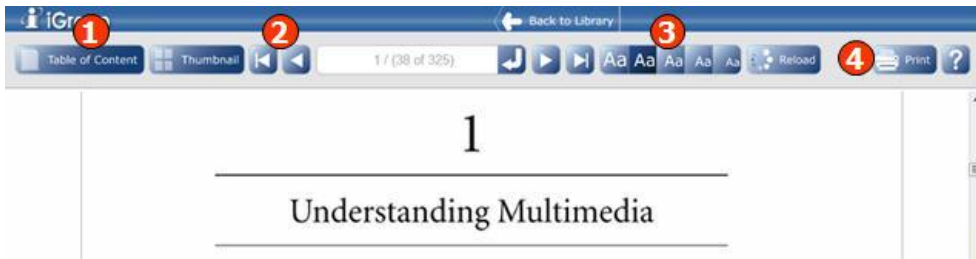 Back to Library
1 2 3 4
Table of Content Thumbnail 1 / (38 of 325) Aa Aa Aa Aa Aa Aa Reload Print ?
1
Understanding Multimedia